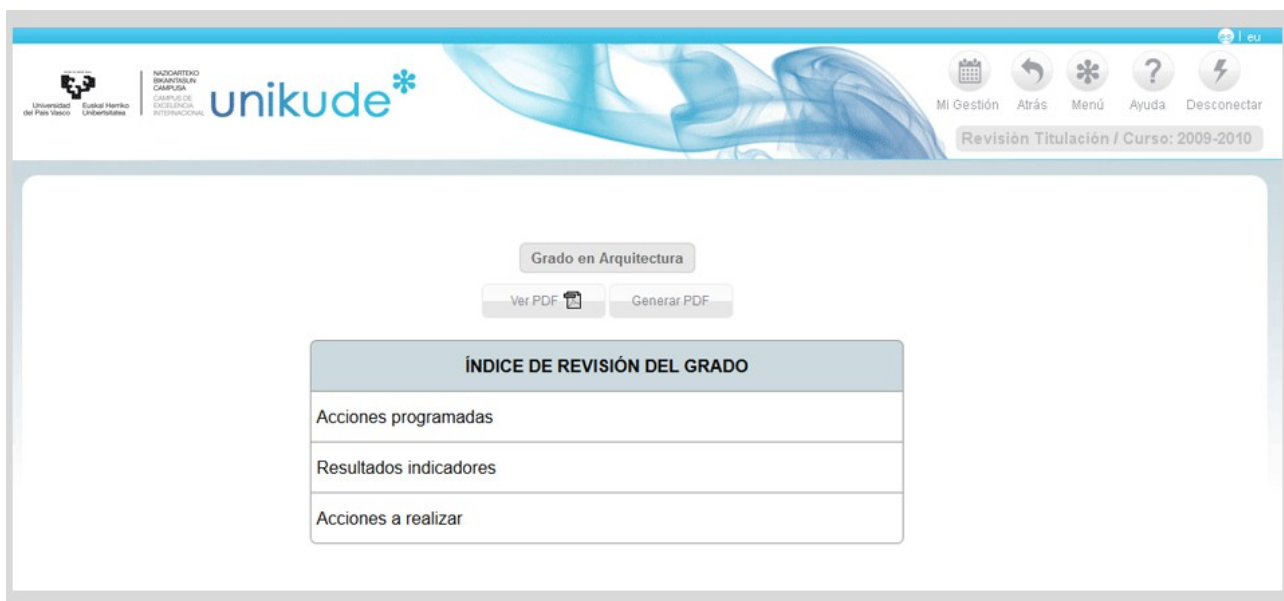 es | eu
Universidad del País Vasco
Euskal Herriko Unibertsitatea
NAZIOARTEKO
BIKAINTASUN
CAMPUSA
CAMPUS DE
EXCELENCIA
INTERNACIONAL
unikude*
Mi Gestión Atrás Menú Ayuda Desconectar
Revisión Titulación / Curso: 2009-2010
Grado en Arquitectura
Ver PDF Generar PDF
ÍNDICE DE REVISIÓN DEL GRADO
Acciones programadas
Resultados indicadores
Acciones a realizar